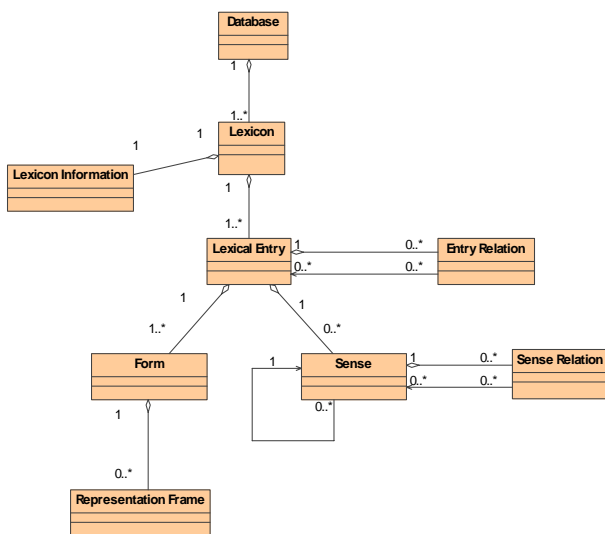 Database
1
1..*
Lexicon
1
1
Lexicon Information
1
1..*
Lexical Entry
1
0..*
Entry Relation
0..*
0..*
1
1
1..*
0..*
Form
1
Sense
1
0..*
Sense Relation
0..*
0..*
0..*
1
0..*
Representation Frame